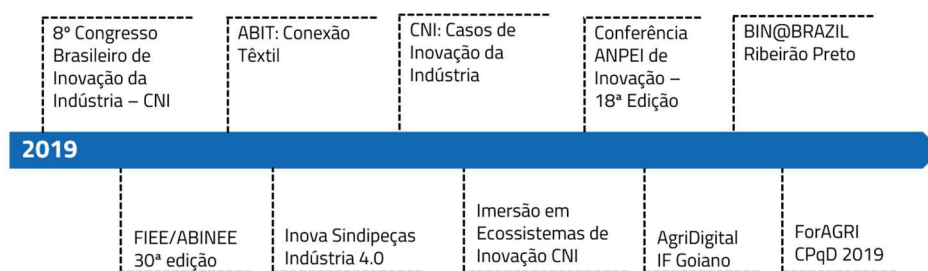 8º Congresso
Brasileiro de
Inovação da
Indústria – CNI
ABIT: Conexão
Têxtil
CNI: Casos de
Inovação da
Indústria
Conferência
ANPEI de
Inovação –
18ª Edição
BIN@BRAZIL
Ribeirão Preto
2019
FIEE/ABINEE
30ª edição
Inova Sindipeças
Indústria 4.0
Imersão em
Ecossistemas de
Inovação CNI
AgriDigital
IF Goiano
ForAGRI
CPqD 2019